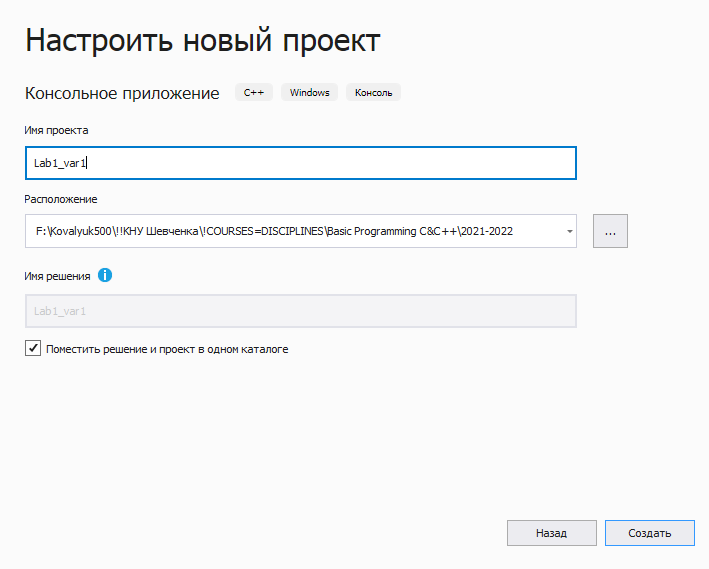 Настроить новый проект
Консольное приложение C++ Windows Консоль
Имя проекта
Lab1_var1
Расположение
F:\Kovalyuk500\!!КНУ Шевченка\!COURSES=DISCIPLINES\Basic Programming C&C++\2021-2022
...
Имя решения
Lab1_var1
Поместить решение и проект в одном каталоге
Назад Создать